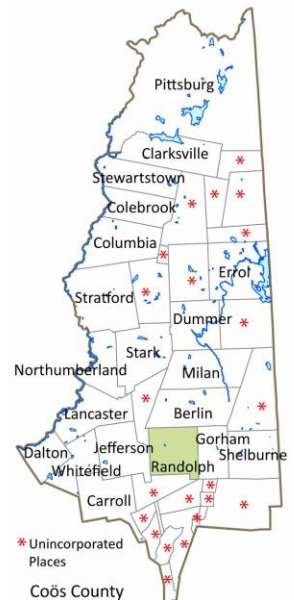 Pittsburg
Clarksville
Stewartstown
Colebrook
Columbia
Errol
Stratford
Dummer
Stark
Northumberland
Milan
Lancaster
Berlin
Dalton
Jefferson
Gorham
Whitefield
Randolph
Shelburne
Carroll
* Unincorporated
Places
Coös County